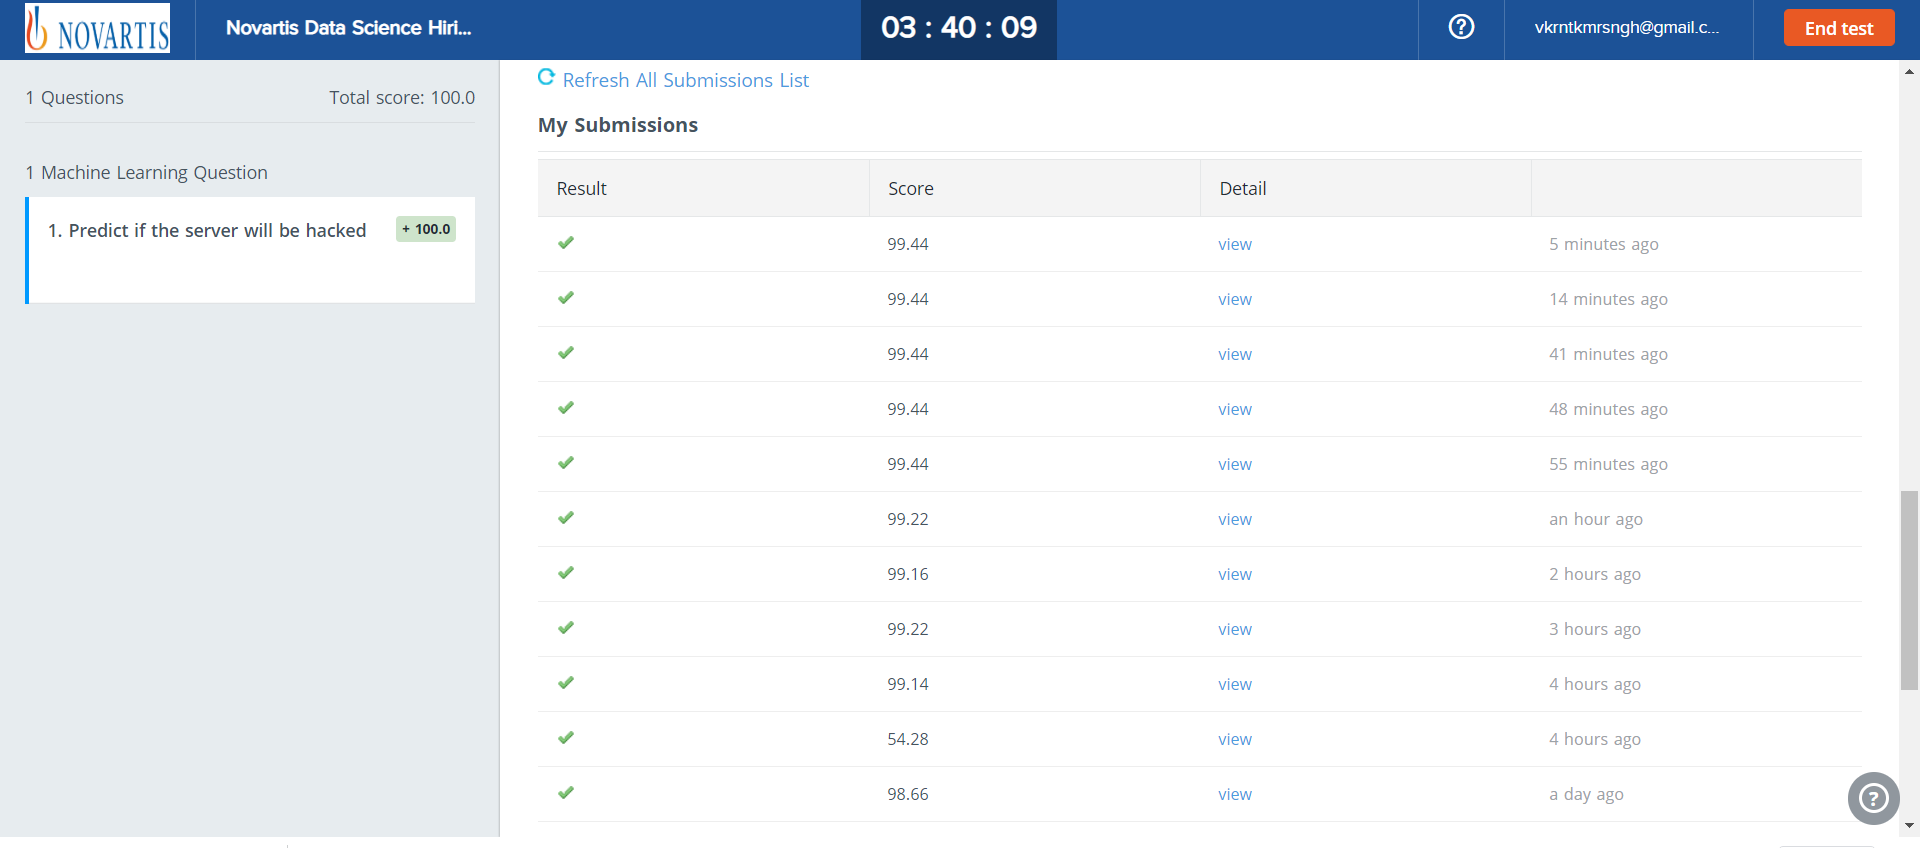 NOVARTIS
Novartis Data Science Hiri...
03 : 40 : 09
vkrntkmrsngh@gmail.c...
End test
1 Questions
Total score: 100.0
1 Machine Learning Question
1. Predict if the server will be hacked
+ 100.0
Refresh All Submissions List
My Submissions
Result Score Detail
99.44 view 5 minutes ago
99.44 view 14 minutes ago
99.44 view 41 minutes ago
99.44 view 48 minutes ago
99.44 view 55 minutes ago
99.22 view an hour ago
99.16 view 2 hours ago
99.22 view 3 hours ago
99.14 view 4 hours ago
54.28 view 4 hours ago
98.66 view a day ago